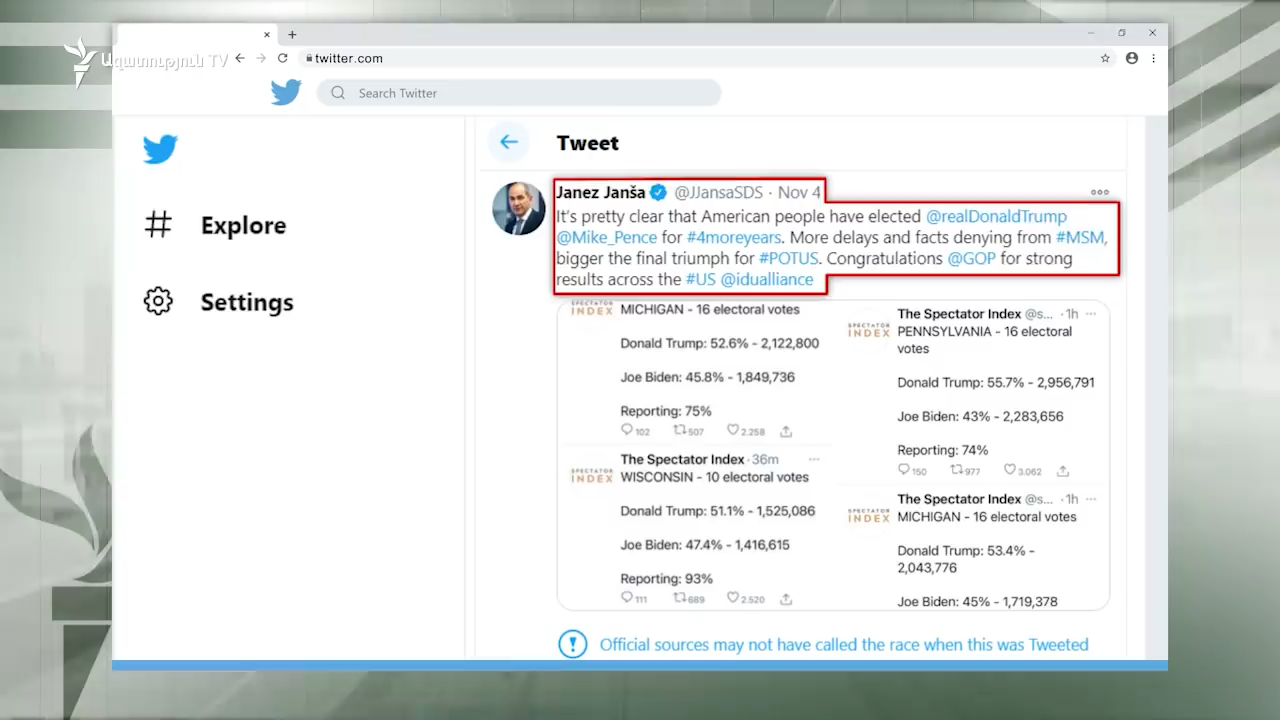 Ազատություն TV
twitter.com
Search Twitter
Explore
Settings
Tweet
Janez Janša @JJansaSDS · Nov 4
It's pretty clear that American people have elected @realDonaldTrump
@Mike_Pence for #4moreyears. More delays and facts denying from #MSM,
bigger the final triumph for #POTUS. Congratulations @GOP for strong
results across the #US @idualliance
SPECTATOR
INDEX
MICHIGAN - 16 electoral votes
Donald Trump: 52.6% - 2,122,800
Joe Biden: 45.8% - 1,849,736
Reporting: 75%
102 507 2.258
The Spectator Index · 36m
SPECTATOR
INDEX
WISCONSIN - 10 electoral votes
Donald Trump: 51.1% - 1,525,086
Joe Biden: 47.4% - 1,416,615
Reporting: 93%
111 689 2.520
The Spectator Index @s... · 1h
SPECTATOR
INDEX
PENNSYLVANIA - 16 electoral
votes
Donald Trump: 55.7% - 2,956,791
Joe Biden: 43% - 2,283,656
Reporting: 74%
150 977 3.062
The Spectator Index @s... · 1h
SPECTATOR
INDEX
MICHIGAN - 16 electoral votes
Donald Trump: 53.4% -
2,043,776
Joe Biden: 45% - 1,719,378
Official sources may not have called the race when this was Tweeted